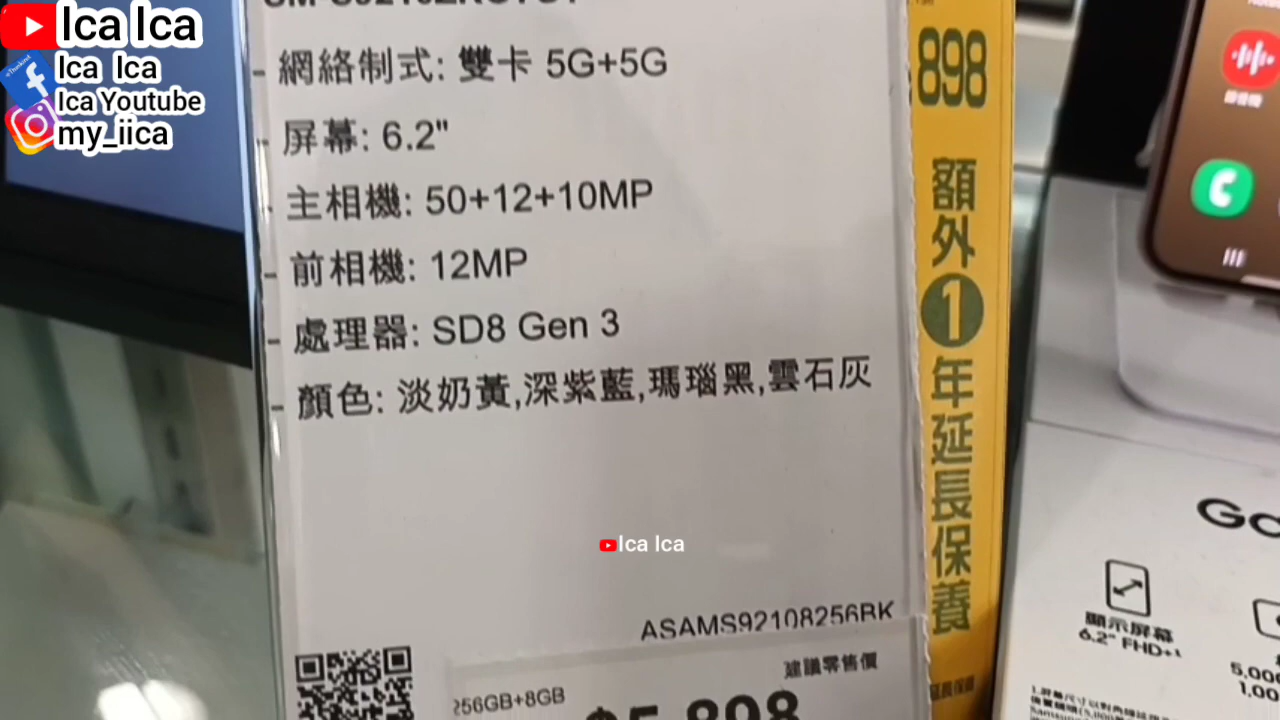 Ica Ica
Ica Ica
Ica Youtube
my_iica
- 網絡制式: 雙卡 5G+5G
- 屏幕: 6.2"
- 主相機: 50+12+10MP
- 前相機: 12MP
- 處理器: SD8 Gen 3
- 顏色: 淡奶黃,深紫藍,瑪瑙黑,雲石灰
Ica Ica
ASAMS92108256BK
建議零售價
256GB+8GB
$5,898
898
額外1年延長保養
顯示屏幕
6.2" FHD+¹